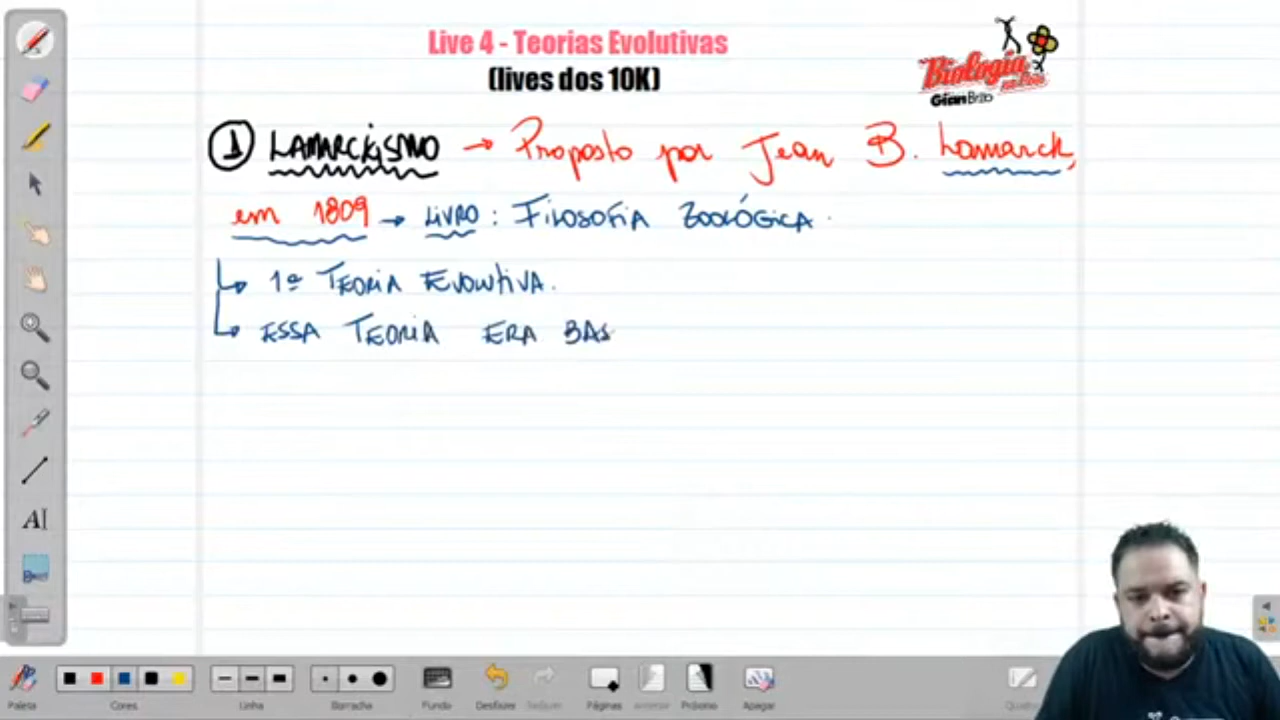 Live 4 - Teorias Evolutivas
(lives dos 10K)
Biologia
Gian Brito
① LAMARCKISMO → Proposto por Jean B. Lamarck,
em 1809 → LIVRO : FILOSOFIA ZOOLÓGICA.
↳ 1ª TEORIA EVOLUTIVA.
↳ ESSA TEORIA ERA BAS
AI
Paleta
Cores
Linha
Borracha
Fundo
Desfazer
Refazer
Páginas
anterior
Próximo
Apagar